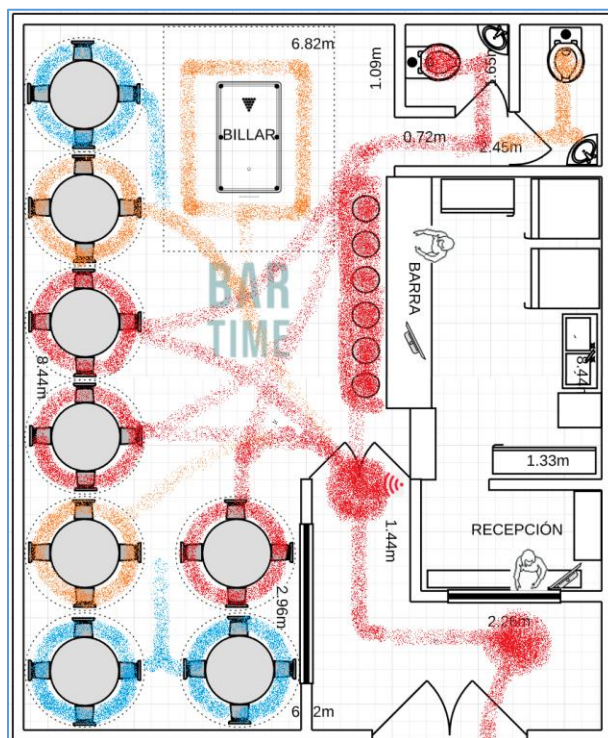 6.82m
1.09m
0.72m
2.45m
BILLAR
BARRA
BAR
TIME
8.44m
8.44m
1.33m
RECEPCIÓN
1.44m
2.96m
2.26m